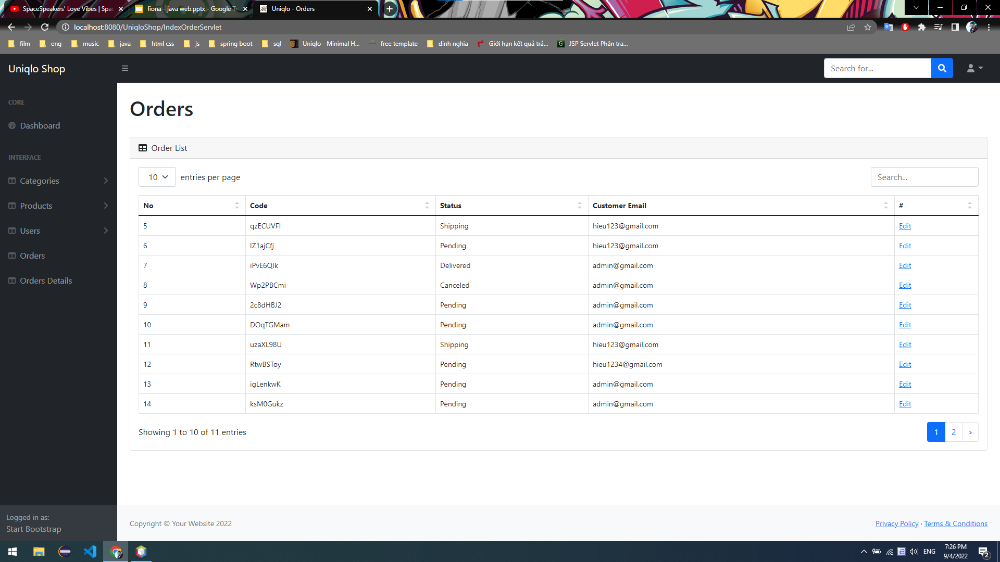 SpaceSpeakers' Love Vibes | Spac
fiona - java web.pptx - Google Tr
Uniqlo - Orders
localhost:8080/UniqloShop/IndexOrderServlet
film eng music java html css js spring boot sql Uniqlo - Minimal H... free template dinh nghia Giới hạn kết quả trả... JSP Servlet Phân tra...
Uniqlo Shop
Search for...
CORE
Dashboard
INTERFACE
Categories
Products
Users
Orders
Orders Details
Logged in as:
Start Bootstrap
Orders
Order List
10 entries per page
Search...
No Code Status Customer Email #
5 qzECUVFI Shipping hieu123@gmail.com Edit
6 IZ1ajCfj Pending hieu123@gmail.com Edit
7 iPvE6QIk Delivered admin@gmail.com Edit
8 Wp2PBCmi Canceled admin@gmail.com Edit
9 2c8dHBJ2 Pending admin@gmail.com Edit
10 DOqTGMam Pending admin@gmail.com Edit
11 uzaXL98U Shipping hieu123@gmail.com Edit
12 RtwBSToy Pending hieu1234@gmail.com Edit
13 igLenkwK Pending admin@gmail.com Edit
14 ksM0Gukz Pending admin@gmail.com Edit
Showing 1 to 10 of 11 entries
1 2 ›
Copyright © Your Website 2022
Privacy Policy · Terms & Conditions
ENG
7:26 PM
9/4/2022
2